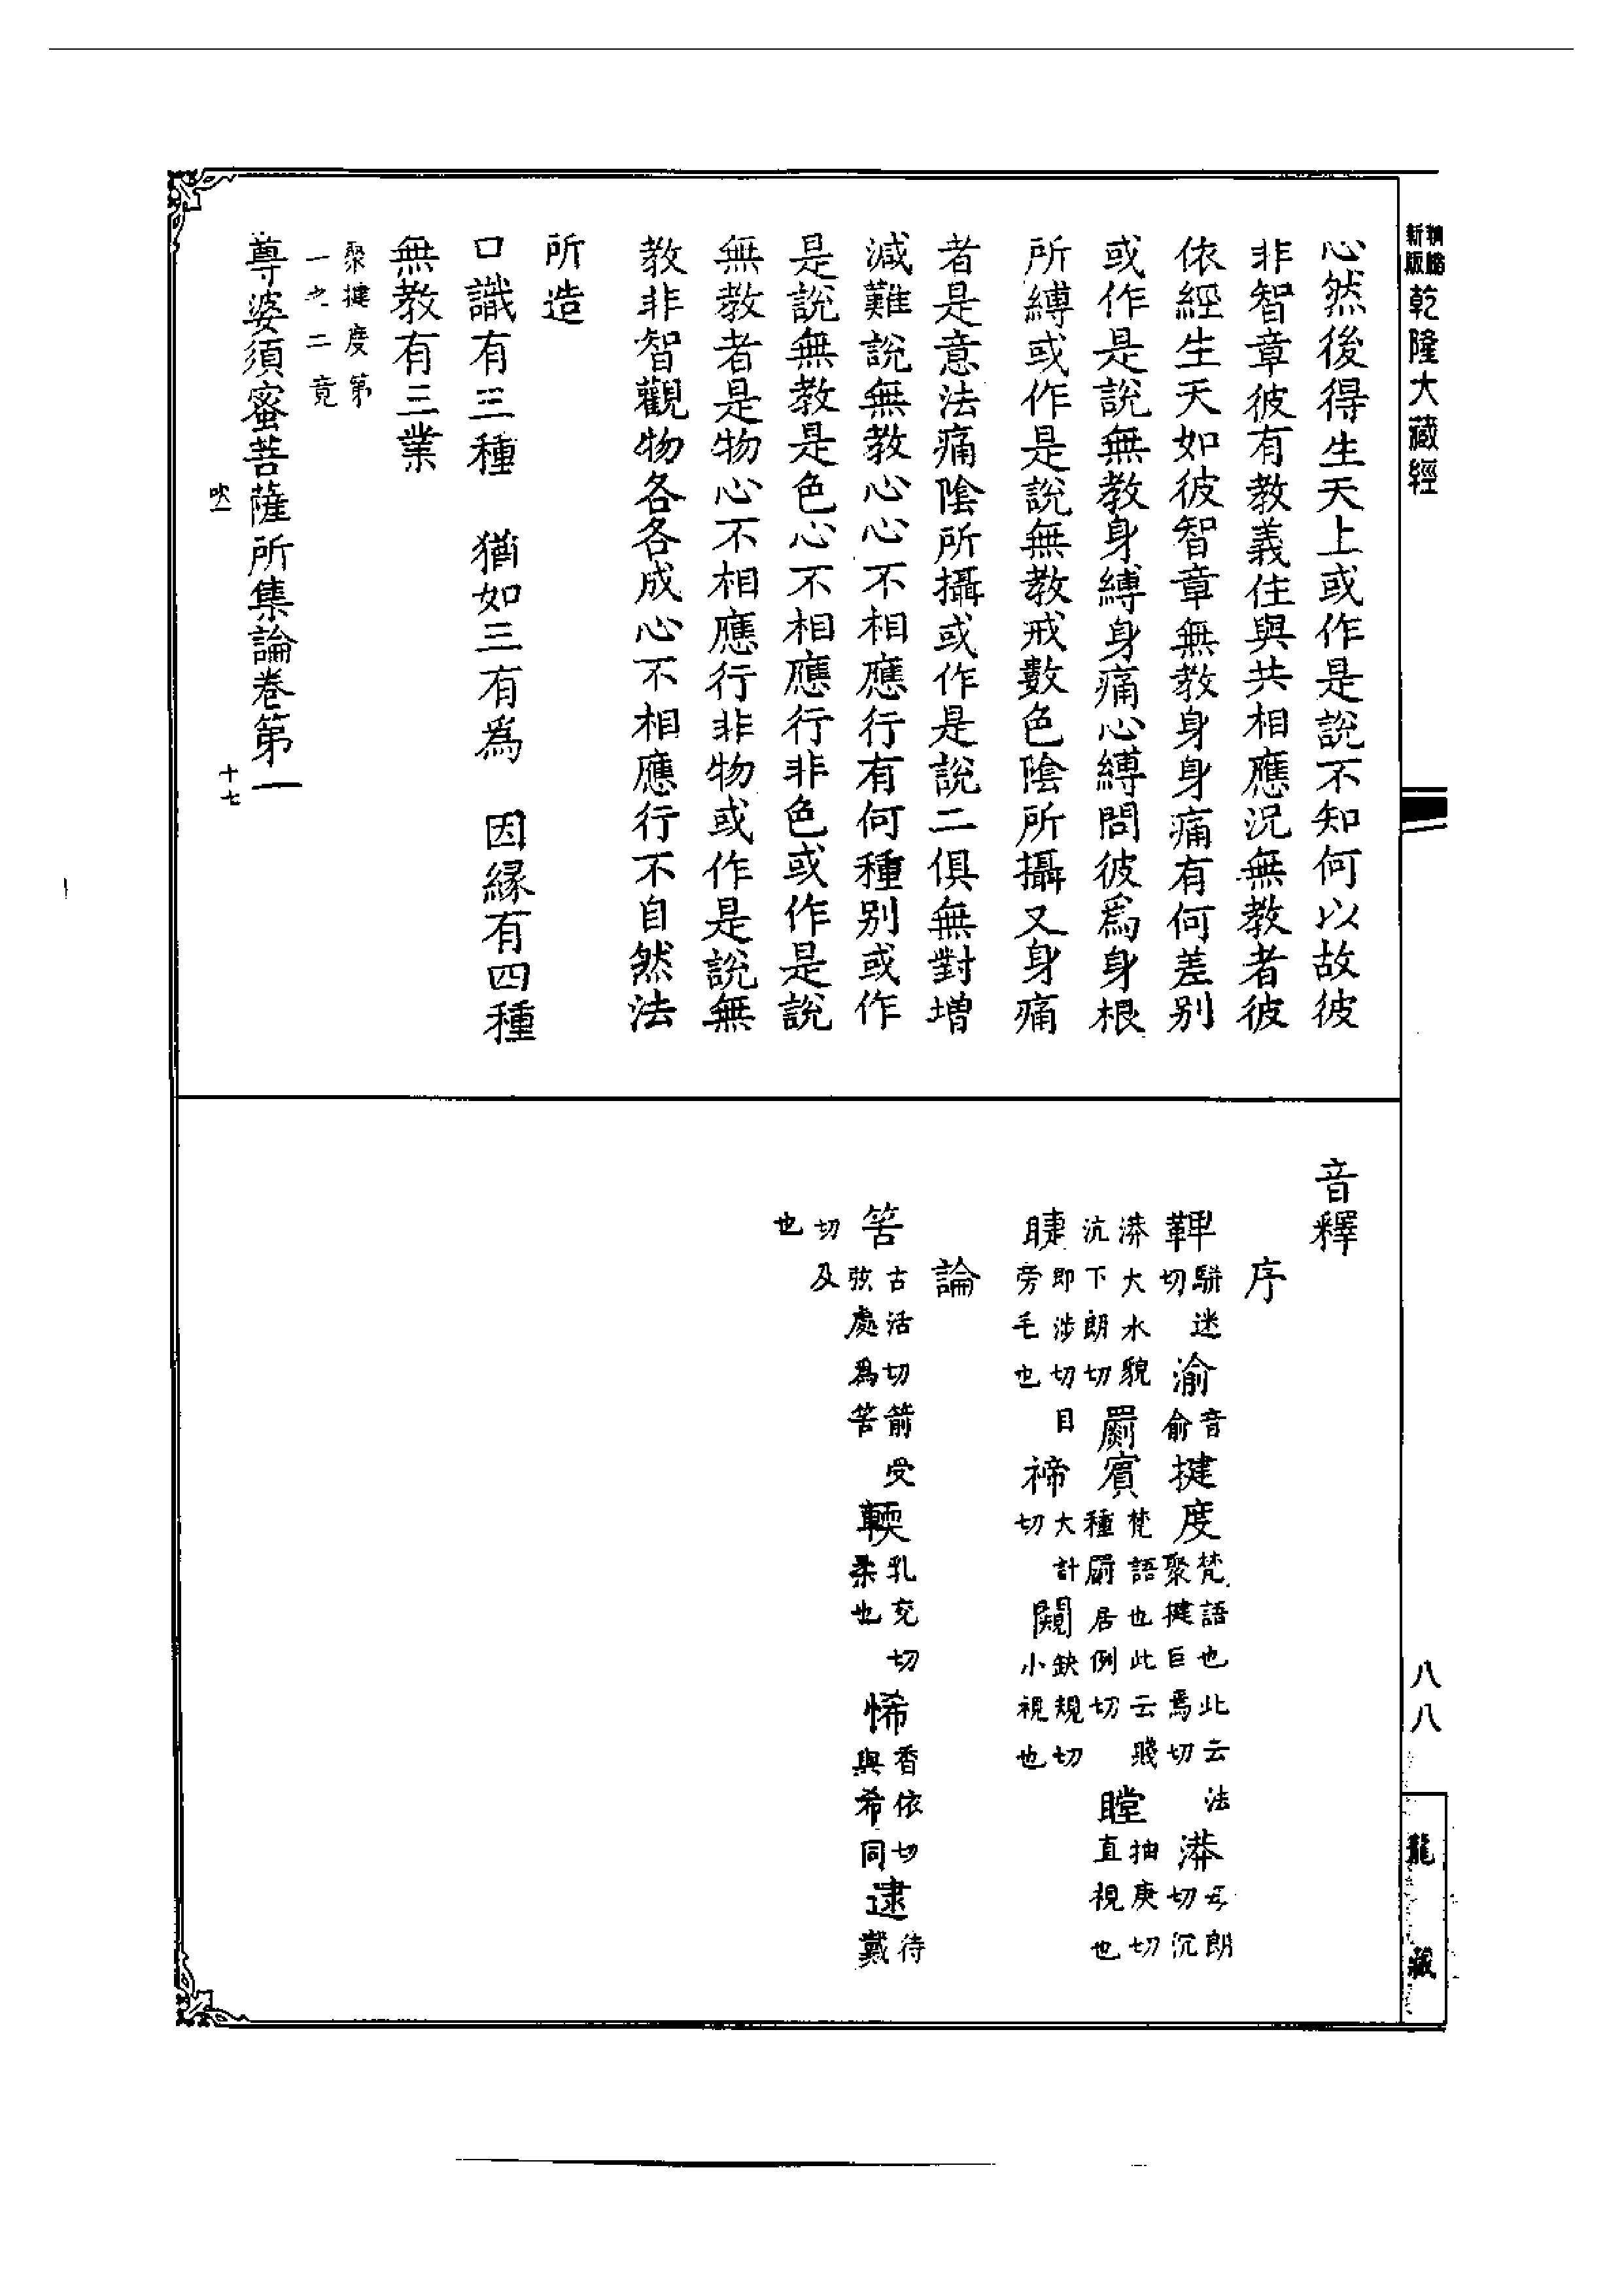 新版
乾隆大藏經
八八
龍藏
心然後得生天上或作是說不知何以故彼
非智章彼有教義住與共相應況無教者彼
依經生天如彼智章無教身身痛有何差別
或作是說無教身縛身痛心縛問彼爲身根
所縛或作是說無教戒數色陰所攝又身痛
者是意法痛陰所攝或作是說二俱無對增
減難說無教心心不相應行有何種別或作
是說無教是色心不相應行非色或作是說
無教者是物心不相應行非物或作是說無
教非智觀物各各成心不相應行不自然法
所造
口識有三種　猶如三有爲　因緣有四種
無教有三業
聚揵度第
一之二竟
尊婆須蜜菩薩所集論卷第一
十七
音釋
序
鞞駢迷切 渝音俞 揵度梵語也此云法聚揵巨焉切 漭
漭大水貌沆下朗切 罽賓梵語也此云賤種罽居例切 瞠抽庚切直視也
睫即涉切目旁毛也 禘大計切 闚缺規切小視也
論
筈古活切箭受弦處爲筈 輭乳兖切柔也 悕香依切與希同 逮待戴
切及也